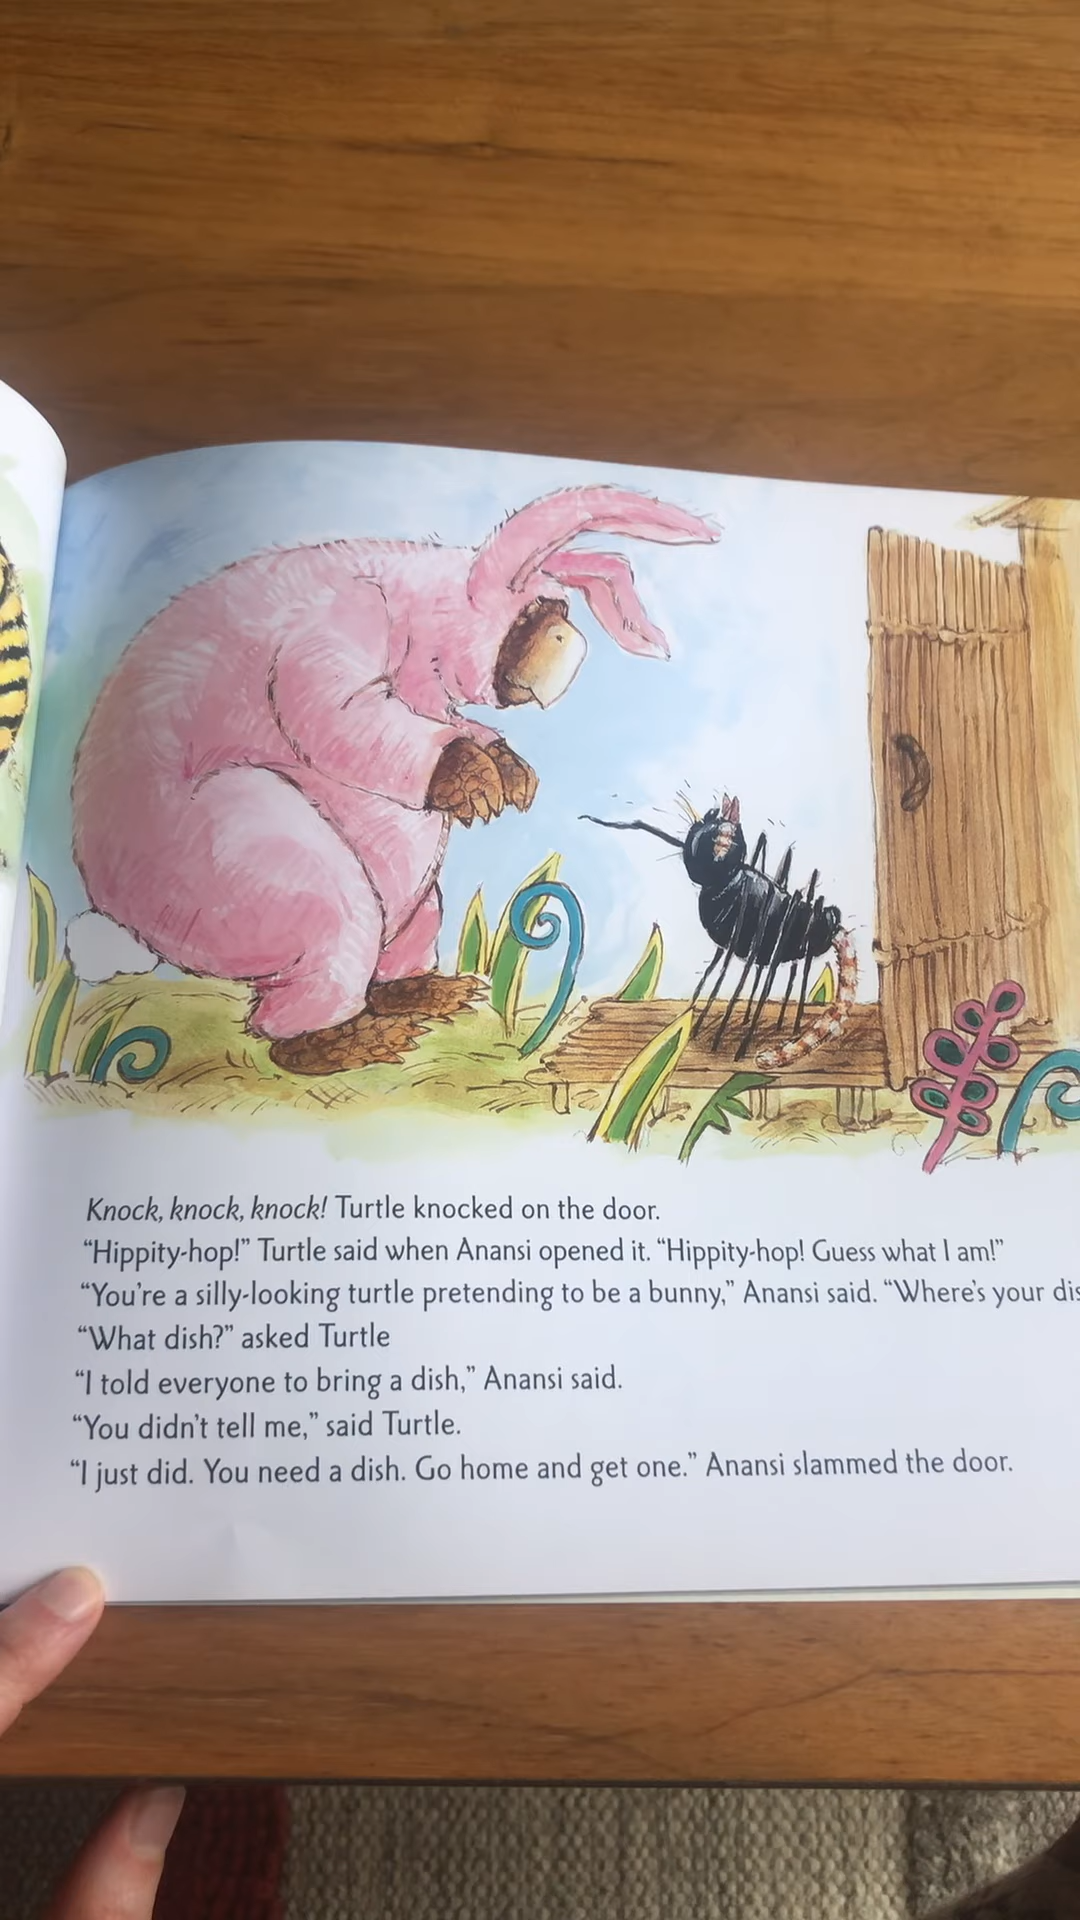 Knock, knock, knock! Turtle knocked on the door.
“Hippity-hop!” Turtle said when Anansi opened it. “Hippity-hop! Guess what I am!”
“You’re a silly-looking turtle pretending to be a bunny,” Anansi said. “Where’s your
“What dish?” asked Turtle
“I told everyone to bring a dish,” Anansi said.
“You didn’t tell me,” said Turtle.
“I just did. You need a dish. Go home and get one.” Anansi slammed the door.